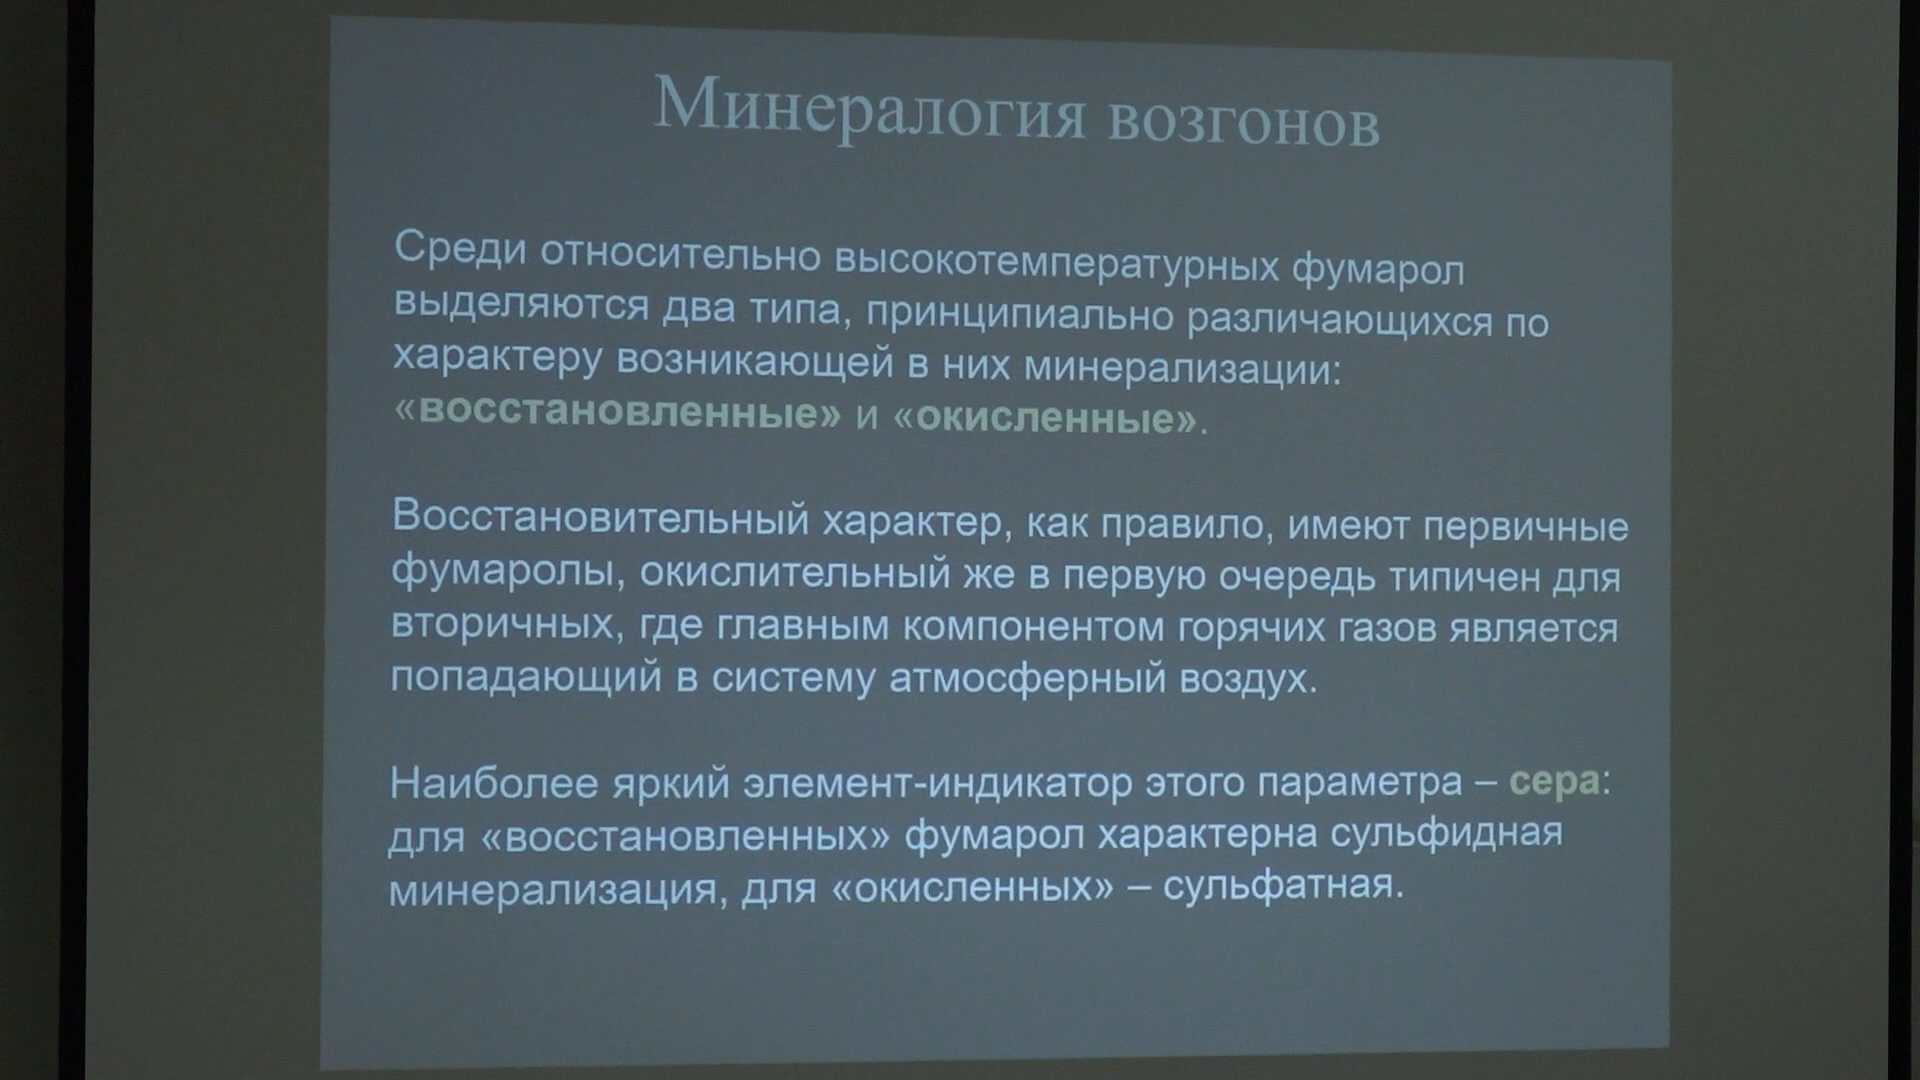 Минералогия возгонов
Среди относительно высокотемпературных фумарол
выделяются два типа, принципиально различающихся по
характеру возникающей в них минерализации:
«восстановленные» и «окисленные».
Восстановительный характер, как правило, имеют первичные
фумаролы, окислительный же в первую очередь типичен для
вторичных, где главным компонентом горячих газов является
попадающий в систему атмосферный воздух.
Наиболее яркий элемент-индикатор этого параметра – сера:
для «восстановленных» фумарол характерна сульфидная
минерализация, для «окисленных» – сульфатная.